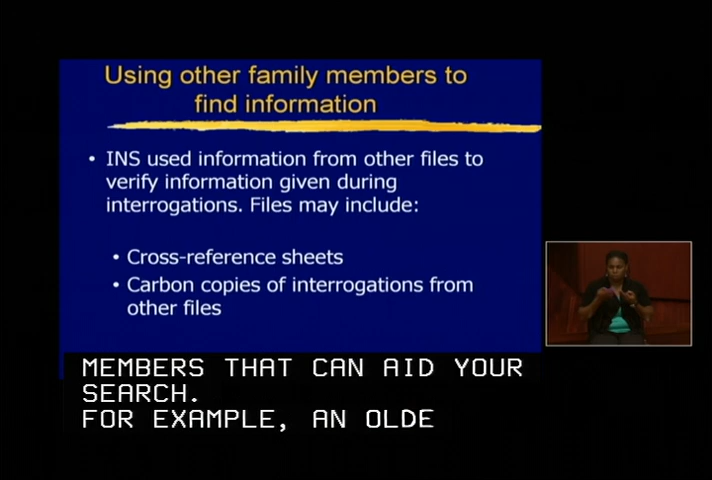 Using other family members to
find information
• INS used information from other files to
verify information given during
interrogations. Files may include:
• Cross-reference sheets
• Carbon copies of interrogations from
other files
MEMBERS THAT CAN AID YOUR
SEARCH.
FOR EXAMPLE, AN OLDE